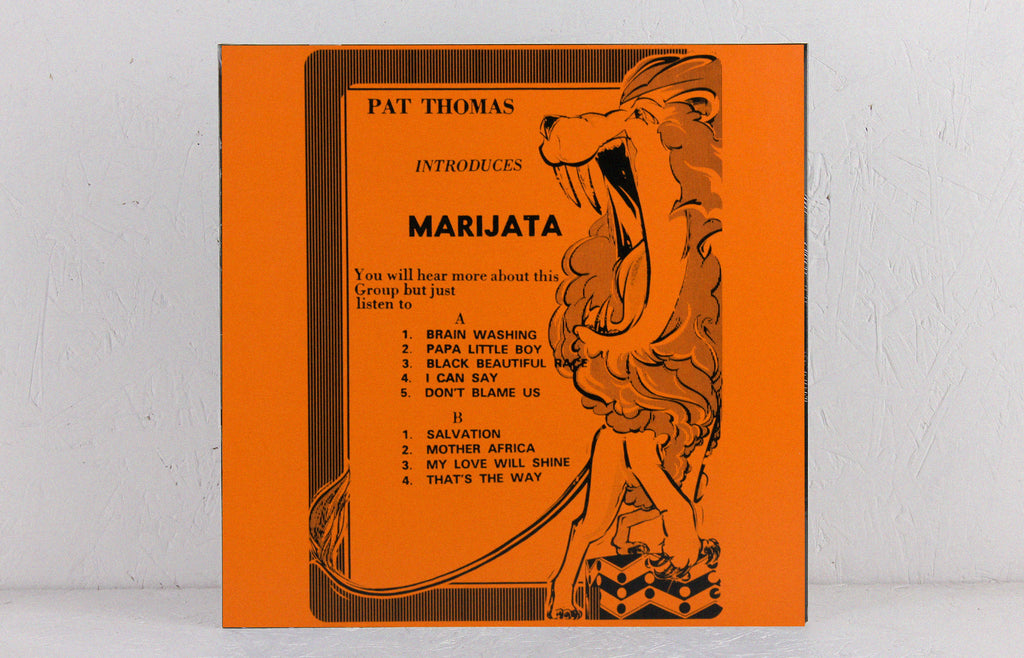 PAT THOMAS
INTRODUCES
MARIJATA
You will hear more about this
Group but just
listen to
A
1. BRAIN WASHING
2. PAPA LITTLE BOY
3. BLACK BEAUTIFUL RACE
4. I CAN SAY
5. DON'T BLAME US
B
1. SALVATION
2. MOTHER AFRICA
3. MY LOVE WILL SHINE
4. THAT'S THE WAY